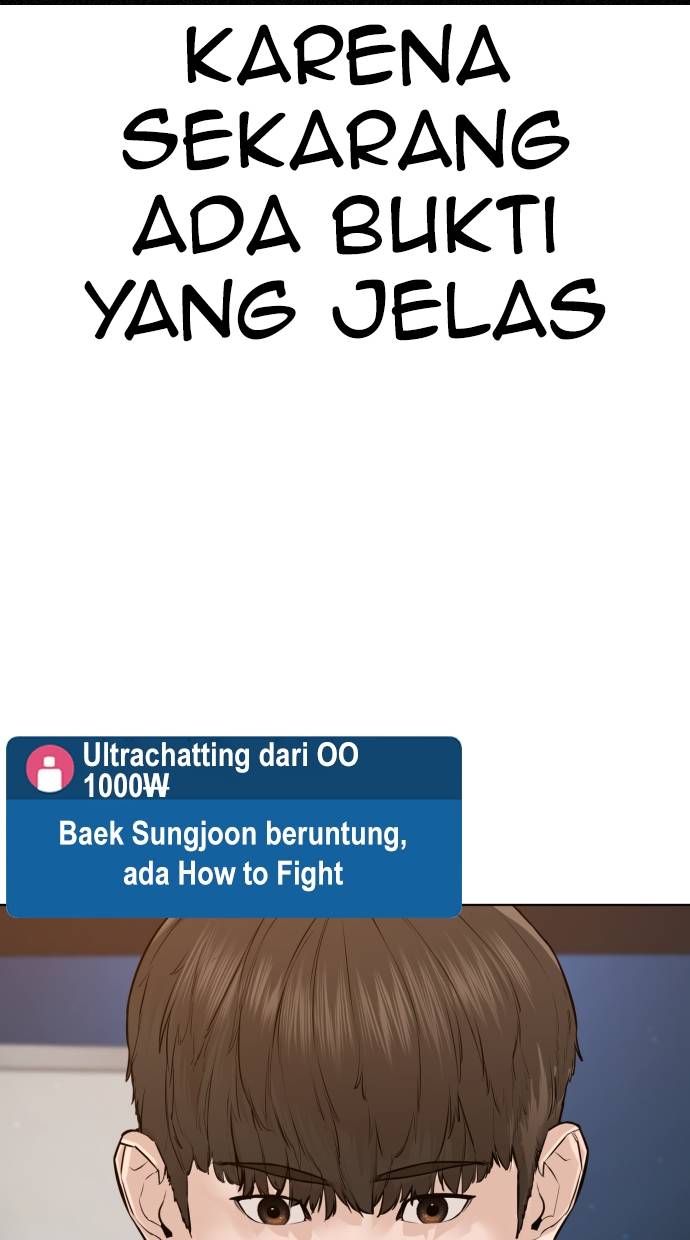 KARENA
SEKARANG
ADA BUKTI
YANG JELAS
Ultrachatting dari OO
1000₩
Baek Sungjoon beruntung,
ada How to Fight